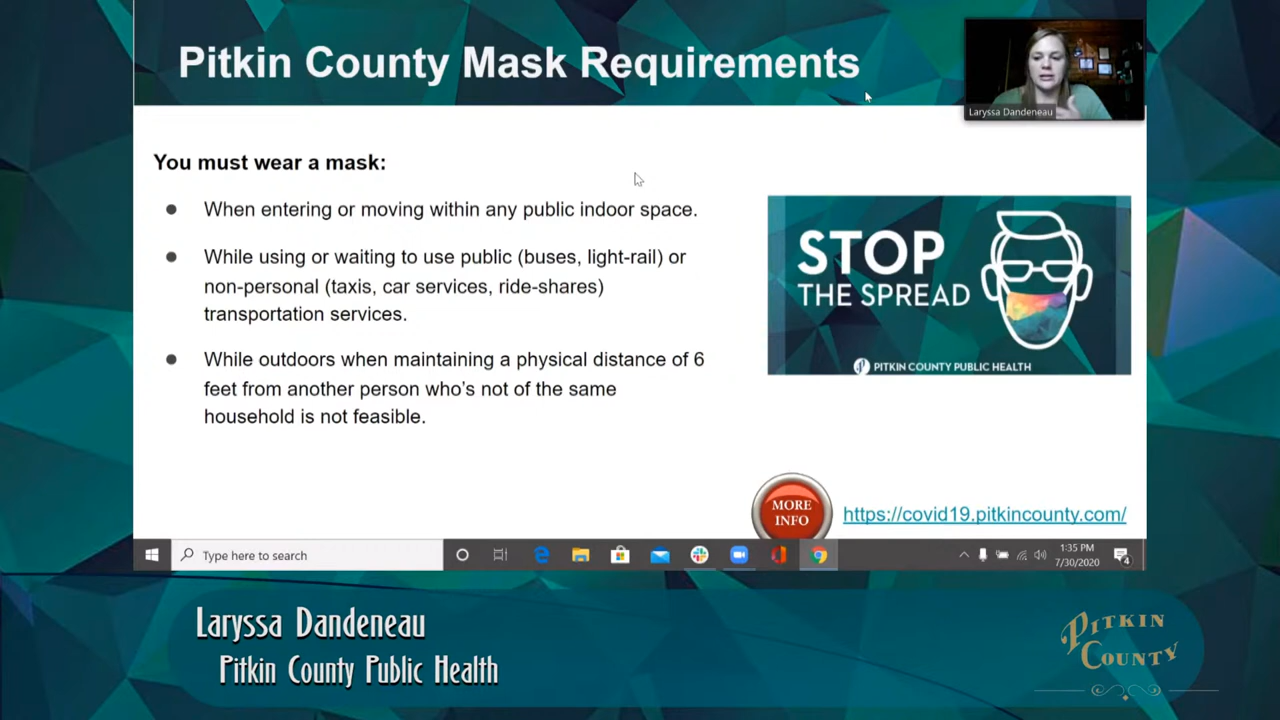 Pitkin County Mask Requirements
Laryssa Dandeneau
You must wear a mask:
● When entering or moving within any public indoor space.
● While using or waiting to use public (buses, light-rail) or
non-personal (taxis, car services, ride-shares)
transportation services.
● While outdoors when maintaining a physical distance of 6
feet from another person who's not of the same
household is not feasible.
STOP
THE SPREAD
PITKIN COUNTY PUBLIC HEALTH
MORE
INFO
https://covid19.pitkincounty.com/
Type here to search
1:35 PM
7/30/2020
4
Laryssa Dandeneau
Pitkin County Public Health
PITKIN
COUNTY